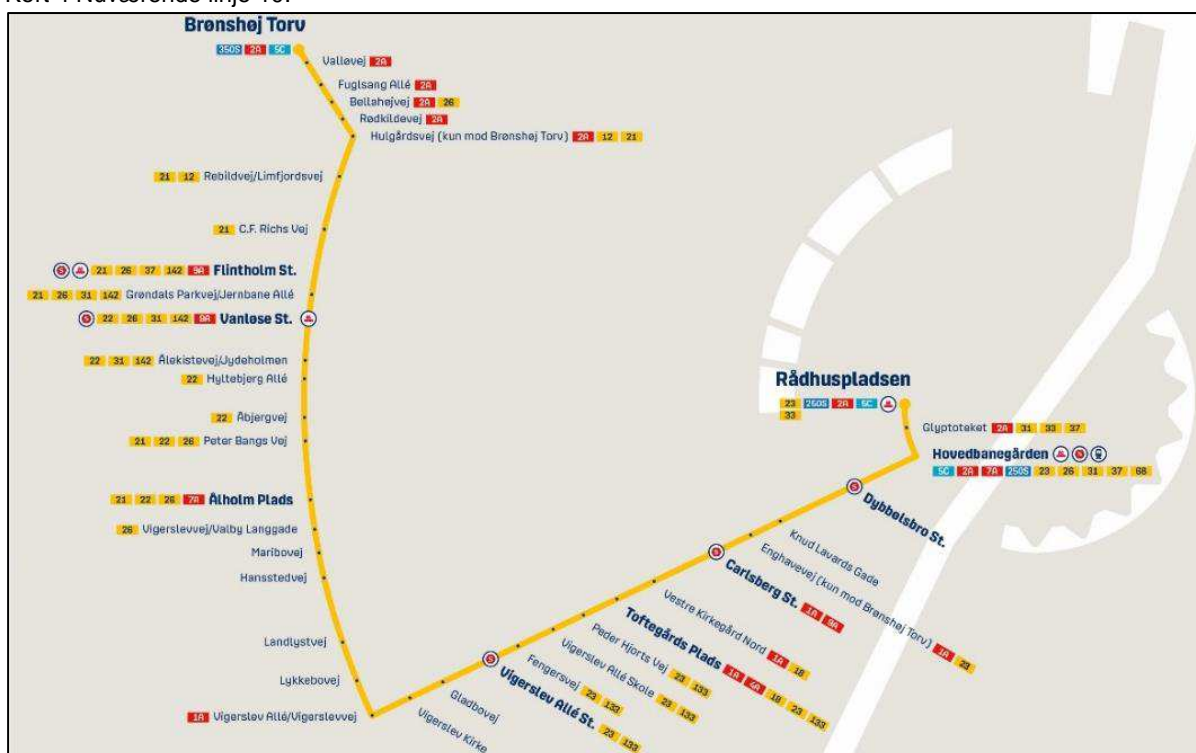 Brønshøj Torv
350S 2A 5C
Valløvej 2A
Fuglsang Allé 2A
Bellahøjvej 2A 26
Rødkildevej 2A
Hulgårdsvej (kun mod Brønshøj Torv) 2A 12 21
21 12 Rebildvej/Limfjordsvej
21 C.F. Richs Vej
S 21 26 37 142 9A Flintholm St.
21 26 31 142 Grøndals Parkvej/Jernbane Allé
S 22 26 31 142 9A Vanløse St.
22 31 142 Ålekistevej/Jydeholmen
22 Hyltebjerg Allé
22 Åbjergvej
21 22 26 Peter Bangs Vej
21 22 26 7A Ålholm Plads
26 Vigerslevvej/Valby Langgade
Maribovej
Hansstedvej
Landlystvej
Lykkebovej
1A Vigerslev Allé/Vigerslevvej
Vigerslev Kirke
Gladbovej
Vigerslev Allé St. 23 133
Fengersvej 23 133
Vigerslev Allé Skole 23 133
Peder Hjorts Vej 23 133
Toftegårds Plads 1A 4A 18 23 133
Vestre Kirkegård Nord 1A 18
Carlsberg St. 1A 9A
Enghavevej (kun mod Brønshøj Torv) 1A 23
Knud Lavards Gade
Dybbølsbro St.
Hovedbanegården S
5C 2A 7A 250S 23 26 31 37 68
Glyptoteket 2A 31 33 37
Rådhuspladsen
23 250S 2A 5C
33